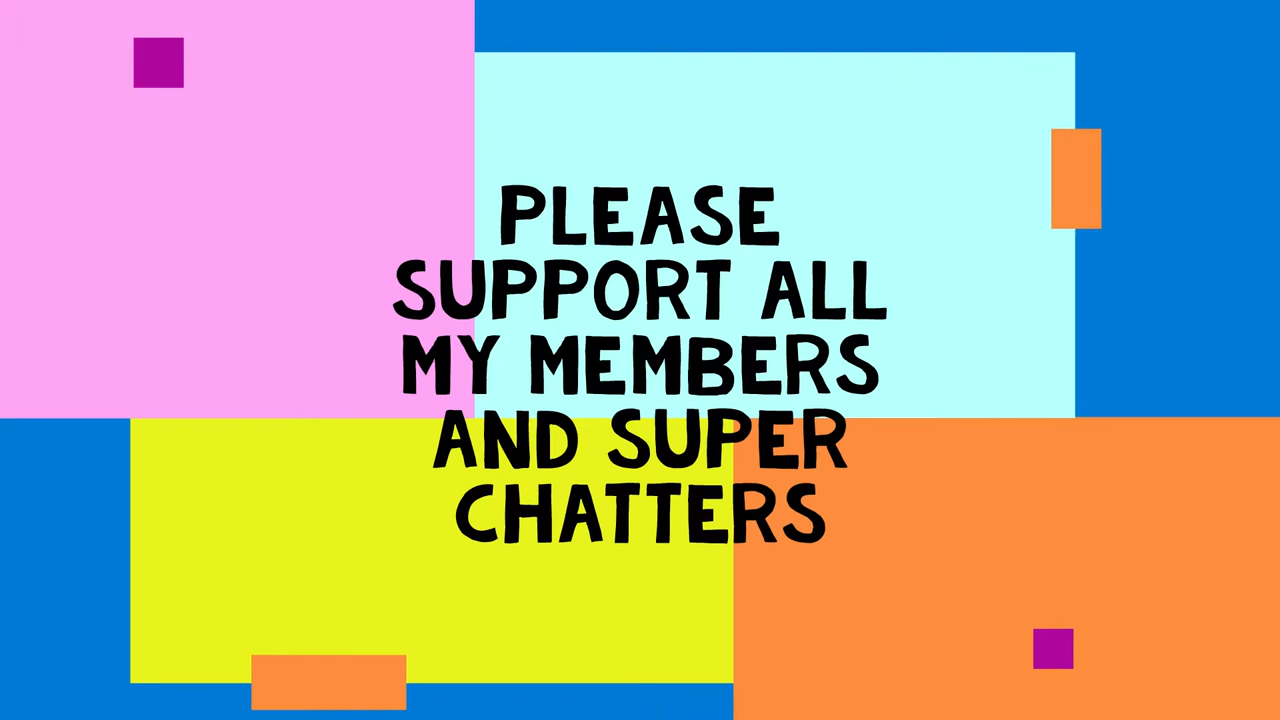 PLEASE
SUPPORT ALL
MY MEMBERS
AND SUPER
CHATTERS